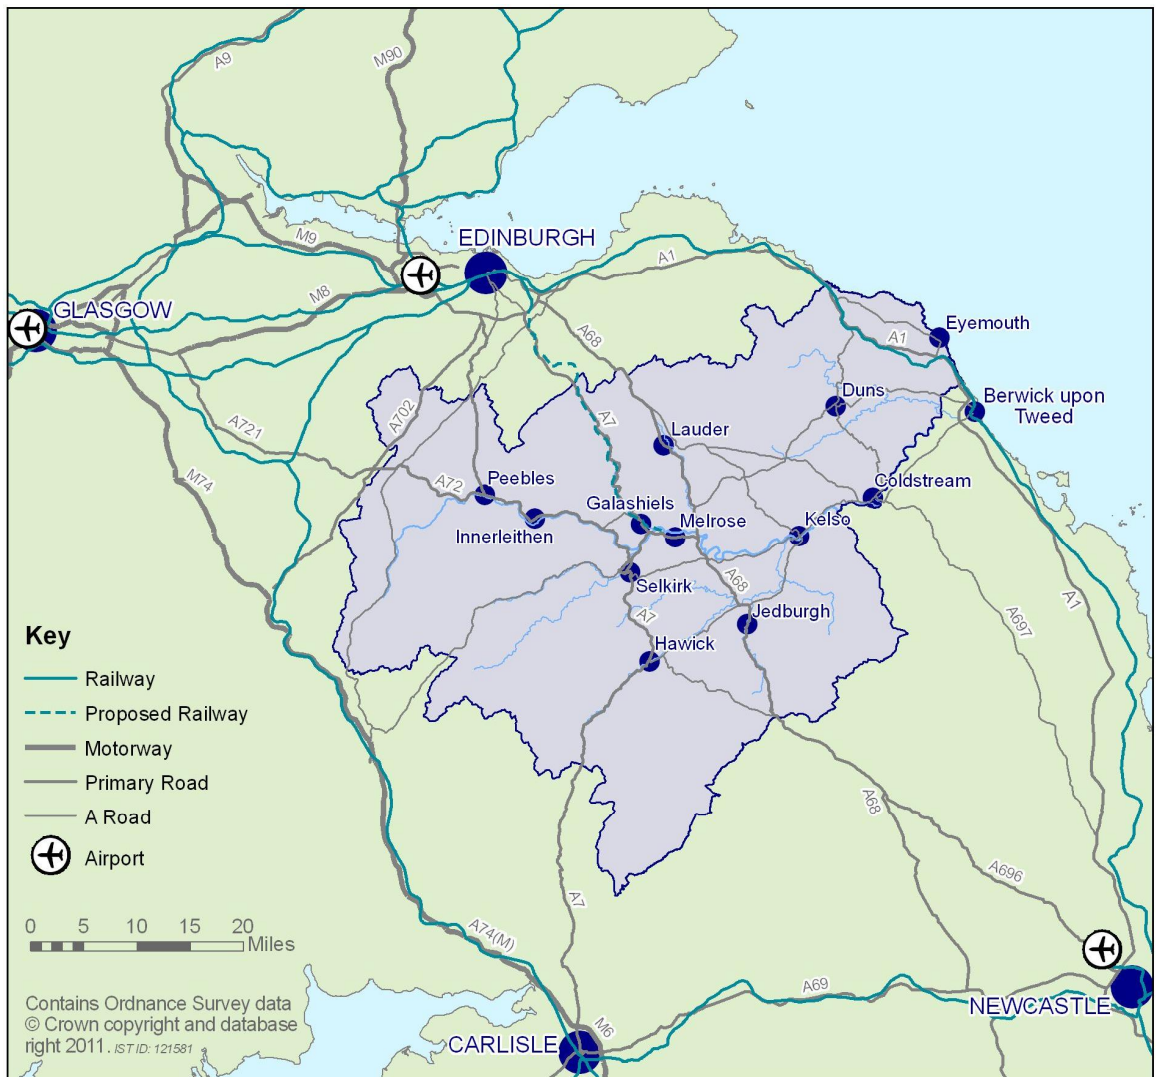 A9
M90
EDINBURGH
M9
A1
M8
GLASGOW
A68
Eyemouth
A1
Duns
Berwick upon
Tweed
A702
A7
A721
Lauder
M74
A72
Peebles
Coldstream
Galashiels
Melrose
Kelso
Innerleithen
A68
Selkirk
A7
Jedburgh
A697
A1
Hawick
Key
Railway
Proposed Railway
Motorway
Primary Road
A Road
Airport
A68
A696
A7
0 5 10 15 20
Miles
A74(M)
A69
NEWCASTLE
M6
CARLISLE
Contains Ordnance Survey data
© Crown copyright and database
right 2011. IST ID: 121581